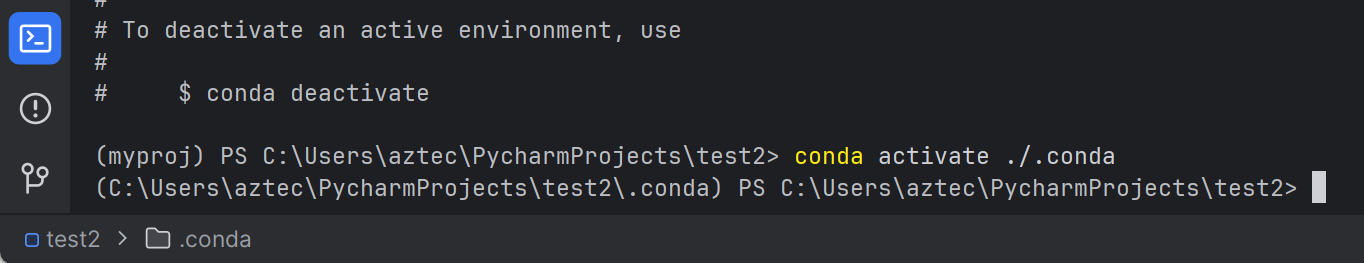 #
# To deactivate an active environment, use
#
#     $ conda deactivate
(myproj) PS C:\Users\aztec\PycharmProjects\test2> conda activate ./.conda
(C:\Users\aztec\PycharmProjects\test2\.conda) PS C:\Users\aztec\PycharmProjects\test2>
test2 > .conda